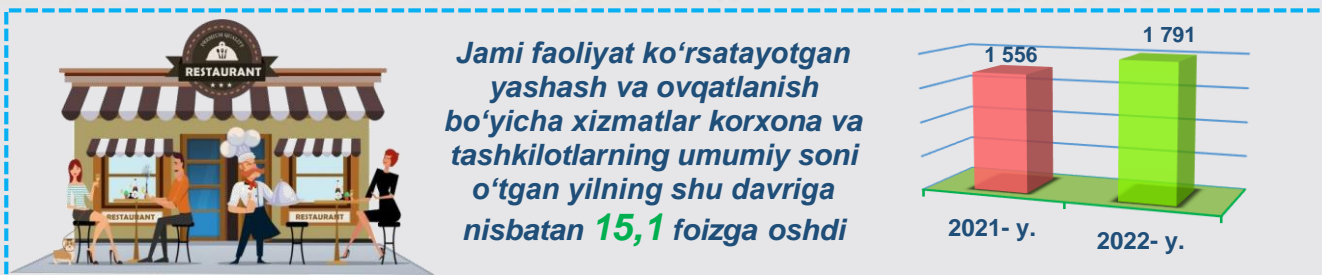 PREMIUM QUALITY
RESTAURANT
RESTAURANT
RESTAURANT
Jami faoliyat ko‘rsatayotgan
yashash va ovqatlanish
bo‘yicha xizmatlar korxona va
tashkilotlarning umumiy soni
o‘tgan yilning shu davriga
nisbatan 15,1 foizga oshdi
1 556
1 791
2021- y.
2022- y.